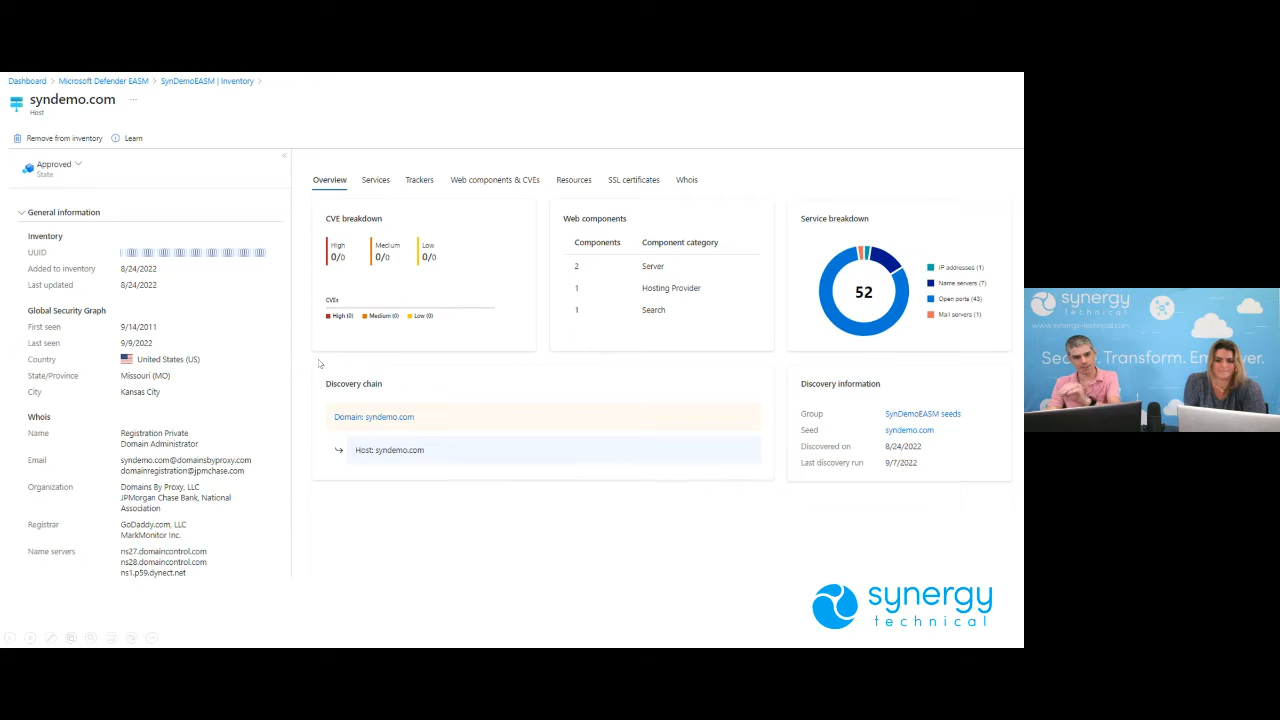 Dashboard > Microsoft Defender EASM > SynDemoEASM | Inventory >
syndemo.com ...
Host
Remove from inventory Learn
Approved
State
General information
Inventory
UUID
Added to inventory 8/24/2022
Last updated 8/24/2022
Global Security Graph
First seen 9/14/2011
Last seen 9/9/2022
Country United States (US)
State/Province Missouri (MO)
City Kansas City
Whois
Name Registration Private
Domain Administrator
Email syndemo.com@domainsbyproxy.com
domainregistration@jpmchase.com
Organization Domains By Proxy, LLC
JPMorgan Chase Bank, National
Association
Registrar GoDaddy.com, LLC
MarkMonitor Inc.
Name servers ns27.domaincontrol.com
ns28.domaincontrol.com
ns1.p59.dynect.net
Overview Services Trackers Web components & CVEs Resources SSL certificates Whois
CVE breakdown
High Medium Low
0/0 0/0 0/0
CVEs
High (0) Medium (0) Low (0)
Web components
Components Component category
2 Server
1 Hosting Provider
1 Search
Service breakdown
52
IP addresses (1)
Name servers (7)
Open ports (43)
Mail servers (1)
Discovery chain
Domain: syndemo.com
Host: syndemo.com
Discovery information
Group SynDemoEASM seeds
Seed syndemo.com
Discovered on 8/24/2022
Last discovery run 9/7/2022
synergy
technical
synergy
technical
www.synergy-technical.com
Transform.